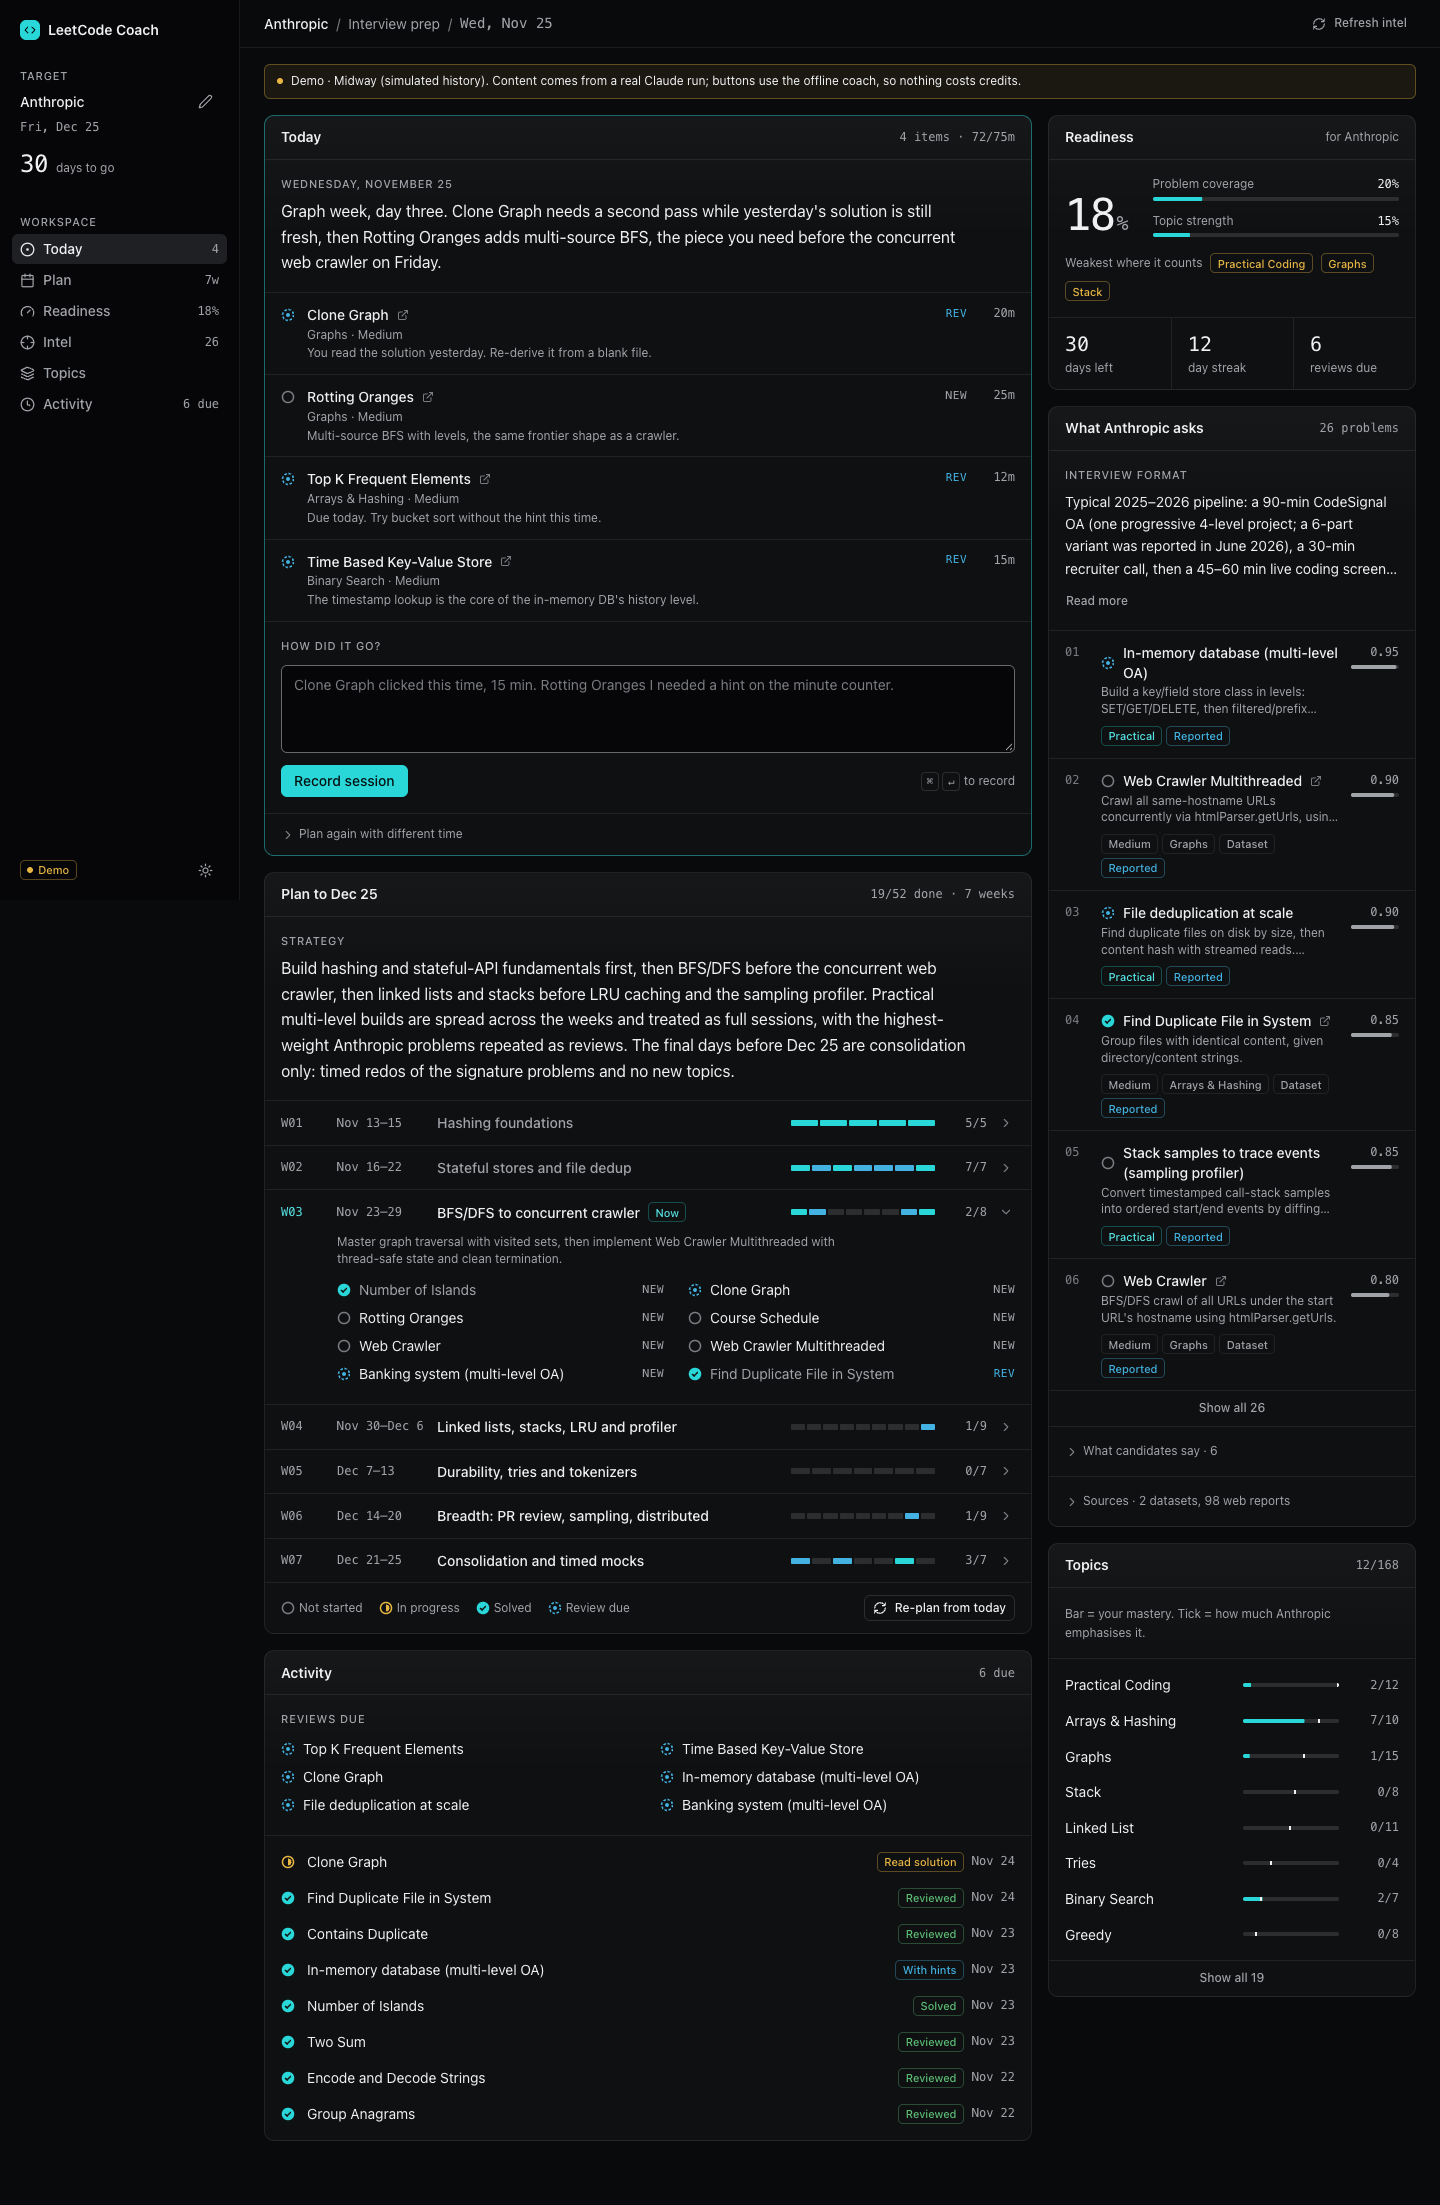 LeetCode Coach
TARGET
Anthropic
Fri, Dec 25
30 days to go
WORKSPACE
Today 4
Plan 7w
Readiness 18%
Intel 26
Topics
Activity 6 due
Demo
Anthropic / Interview prep / Wed, Nov 25
Refresh intel
Demo · Midway (simulated history). Content comes from a real Claude run; buttons use the offline coach, so nothing costs credits.
Today 4 items · 72/75m
WEDNESDAY, NOVEMBER 25
Graph week, day three. Clone Graph needs a second pass while yesterday's solution is still
fresh, then Rotting Oranges adds multi-source BFS, the piece you need before the concurrent
web crawler on Friday.
Clone Graph REV 20m
Graphs · Medium
You read the solution yesterday. Re-derive it from a blank file.
Rotting Oranges NEW 25m
Graphs · Medium
Multi-source BFS with levels, the same frontier shape as a crawler.
Top K Frequent Elements REV 12m
Arrays & Hashing · Medium
Due today. Try bucket sort without the hint this time.
Time Based Key-Value Store REV 15m
Binary Search · Medium
The timestamp lookup is the core of the in-memory DB's history level.
HOW DID IT GO?
Clone Graph clicked this time, 15 min. Rotting Oranges I needed a hint on the minute counter.
Record session ⌘ ↵ to record
Plan again with different time
Plan to Dec 25 19/52 done · 7 weeks
STRATEGY
Build hashing and stateful-API fundamentals first, then BFS/DFS before the concurrent web
crawler, then linked lists and stacks before LRU caching and the sampling profiler. Practical
multi-level builds are spread across the weeks and treated as full sessions, with the highest-
weight Anthropic problems repeated as reviews. The final days before Dec 25 are consolidation
only: timed redos of the signature problems and no new topics.
W01 Nov 13–15 Hashing foundations 5/5
W02 Nov 16–22 Stateful stores and file dedup 7/7
W03 Nov 23–29 BFS/DFS to concurrent crawler Now 2/8
Master graph traversal with visited sets, then implement Web Crawler Multithreaded with
thread-safe state and clean termination.
Number of Islands NEW Clone Graph NEW
Rotting Oranges Course Schedule NEW
Web Crawler NEW Web Crawler Multithreaded NEW
Banking system (multi-level OA) NEW Find Duplicate File in System REV
W04 Nov 30–Dec 6 Linked lists, stacks, LRU and profiler 1/9
W05 Dec 7–13 Durability, tries and tokenizers 0/7
W06 Dec 14–20 Breadth: PR review, sampling, distributed 1/9
W07 Dec 21–25 Consolidation and timed mocks 3/7
Not started In progress Solved Review due Re-plan from today
Activity 6 due
REVIEWS DUE
Top K Frequent Elements Time Based Key-Value Store
Clone Graph In-memory database (multi-level OA)
File deduplication at scale Banking system (multi-level OA)
Clone Graph Read solution Nov 24
Find Duplicate File in System Reviewed Nov 24
Contains Duplicate Reviewed Nov 23
In-memory database (multi-level OA) With hints Nov 23
Number of Islands Solved Nov 23
Two Sum Reviewed Nov 23
Encode and Decode Strings Reviewed Nov 22
Group Anagrams Reviewed Nov 22
Readiness for Anthropic
18%
Problem coverage 20%
Topic strength 15%
Weakest where it counts Practical Coding Graphs
Stack
30 12 6
days left day streak reviews due
What Anthropic asks 26 problems
INTERVIEW FORMAT
Typical 2025–2026 pipeline: a 90-min CodeSignal
OA (one progressive 4-level project; a 6-part
variant was reported in June 2026), a 30-min
recruiter call, then a 45–60 min live coding screen...
Read more
01 In-memory database (multi-level 0.95
OA)
Build a key/field store class in levels:
SET/GET/DELETE, then filtered/prefix...
Practical Reported
02 Web Crawler Multithreaded 0.90
Crawl all same-hostname URLs
concurrently via htmlParser.getUrls, usin...
Medium Graphs Dataset
Reported
03 File deduplication at scale 0.90
Find duplicate files on disk by size, then
content hash with streamed reads....
Practical Reported
04 Find Duplicate File in System 0.85
Group files with identical content, given
directory/content strings.
Medium Arrays & Hashing Dataset
Reported
05 Stack samples to trace events 0.85
(sampling profiler)
Convert timestamped call-stack samples
into ordered start/end events by diffing...
Practical Reported
06 Web Crawler 0.80
BFS/DFS crawl of all URLs under the start
URL's hostname using htmlParser.getUrls.
Medium Graphs Dataset
Reported
Show all 26
What candidates say · 6
Sources · 2 datasets, 98 web reports
Topics 12/168
Bar = your mastery. Tick = how much Anthropic
emphasises it.
Practical Coding 2/12
Arrays & Hashing 7/10
Graphs 1/15
Stack 0/8
Linked List 0/11
Tries 0/4
Binary Search 2/7
Greedy 0/8
Show all 19